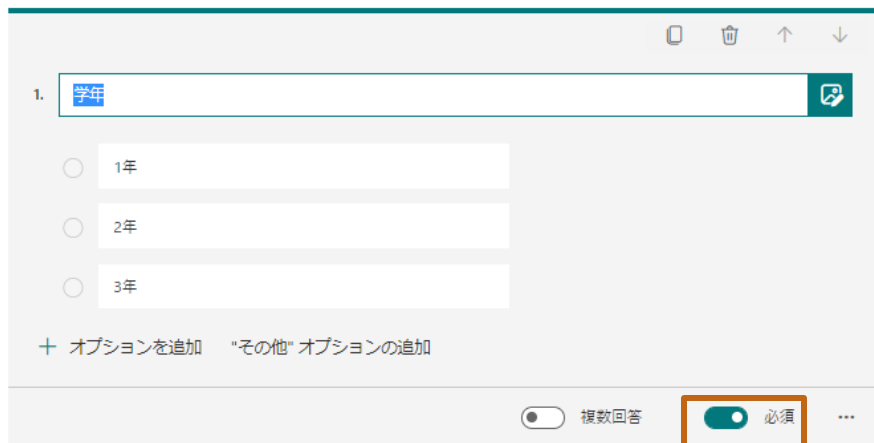 1. 学年
1年
2年
3年
オプションを追加 "その他" オプションの追加
複数回答 必須